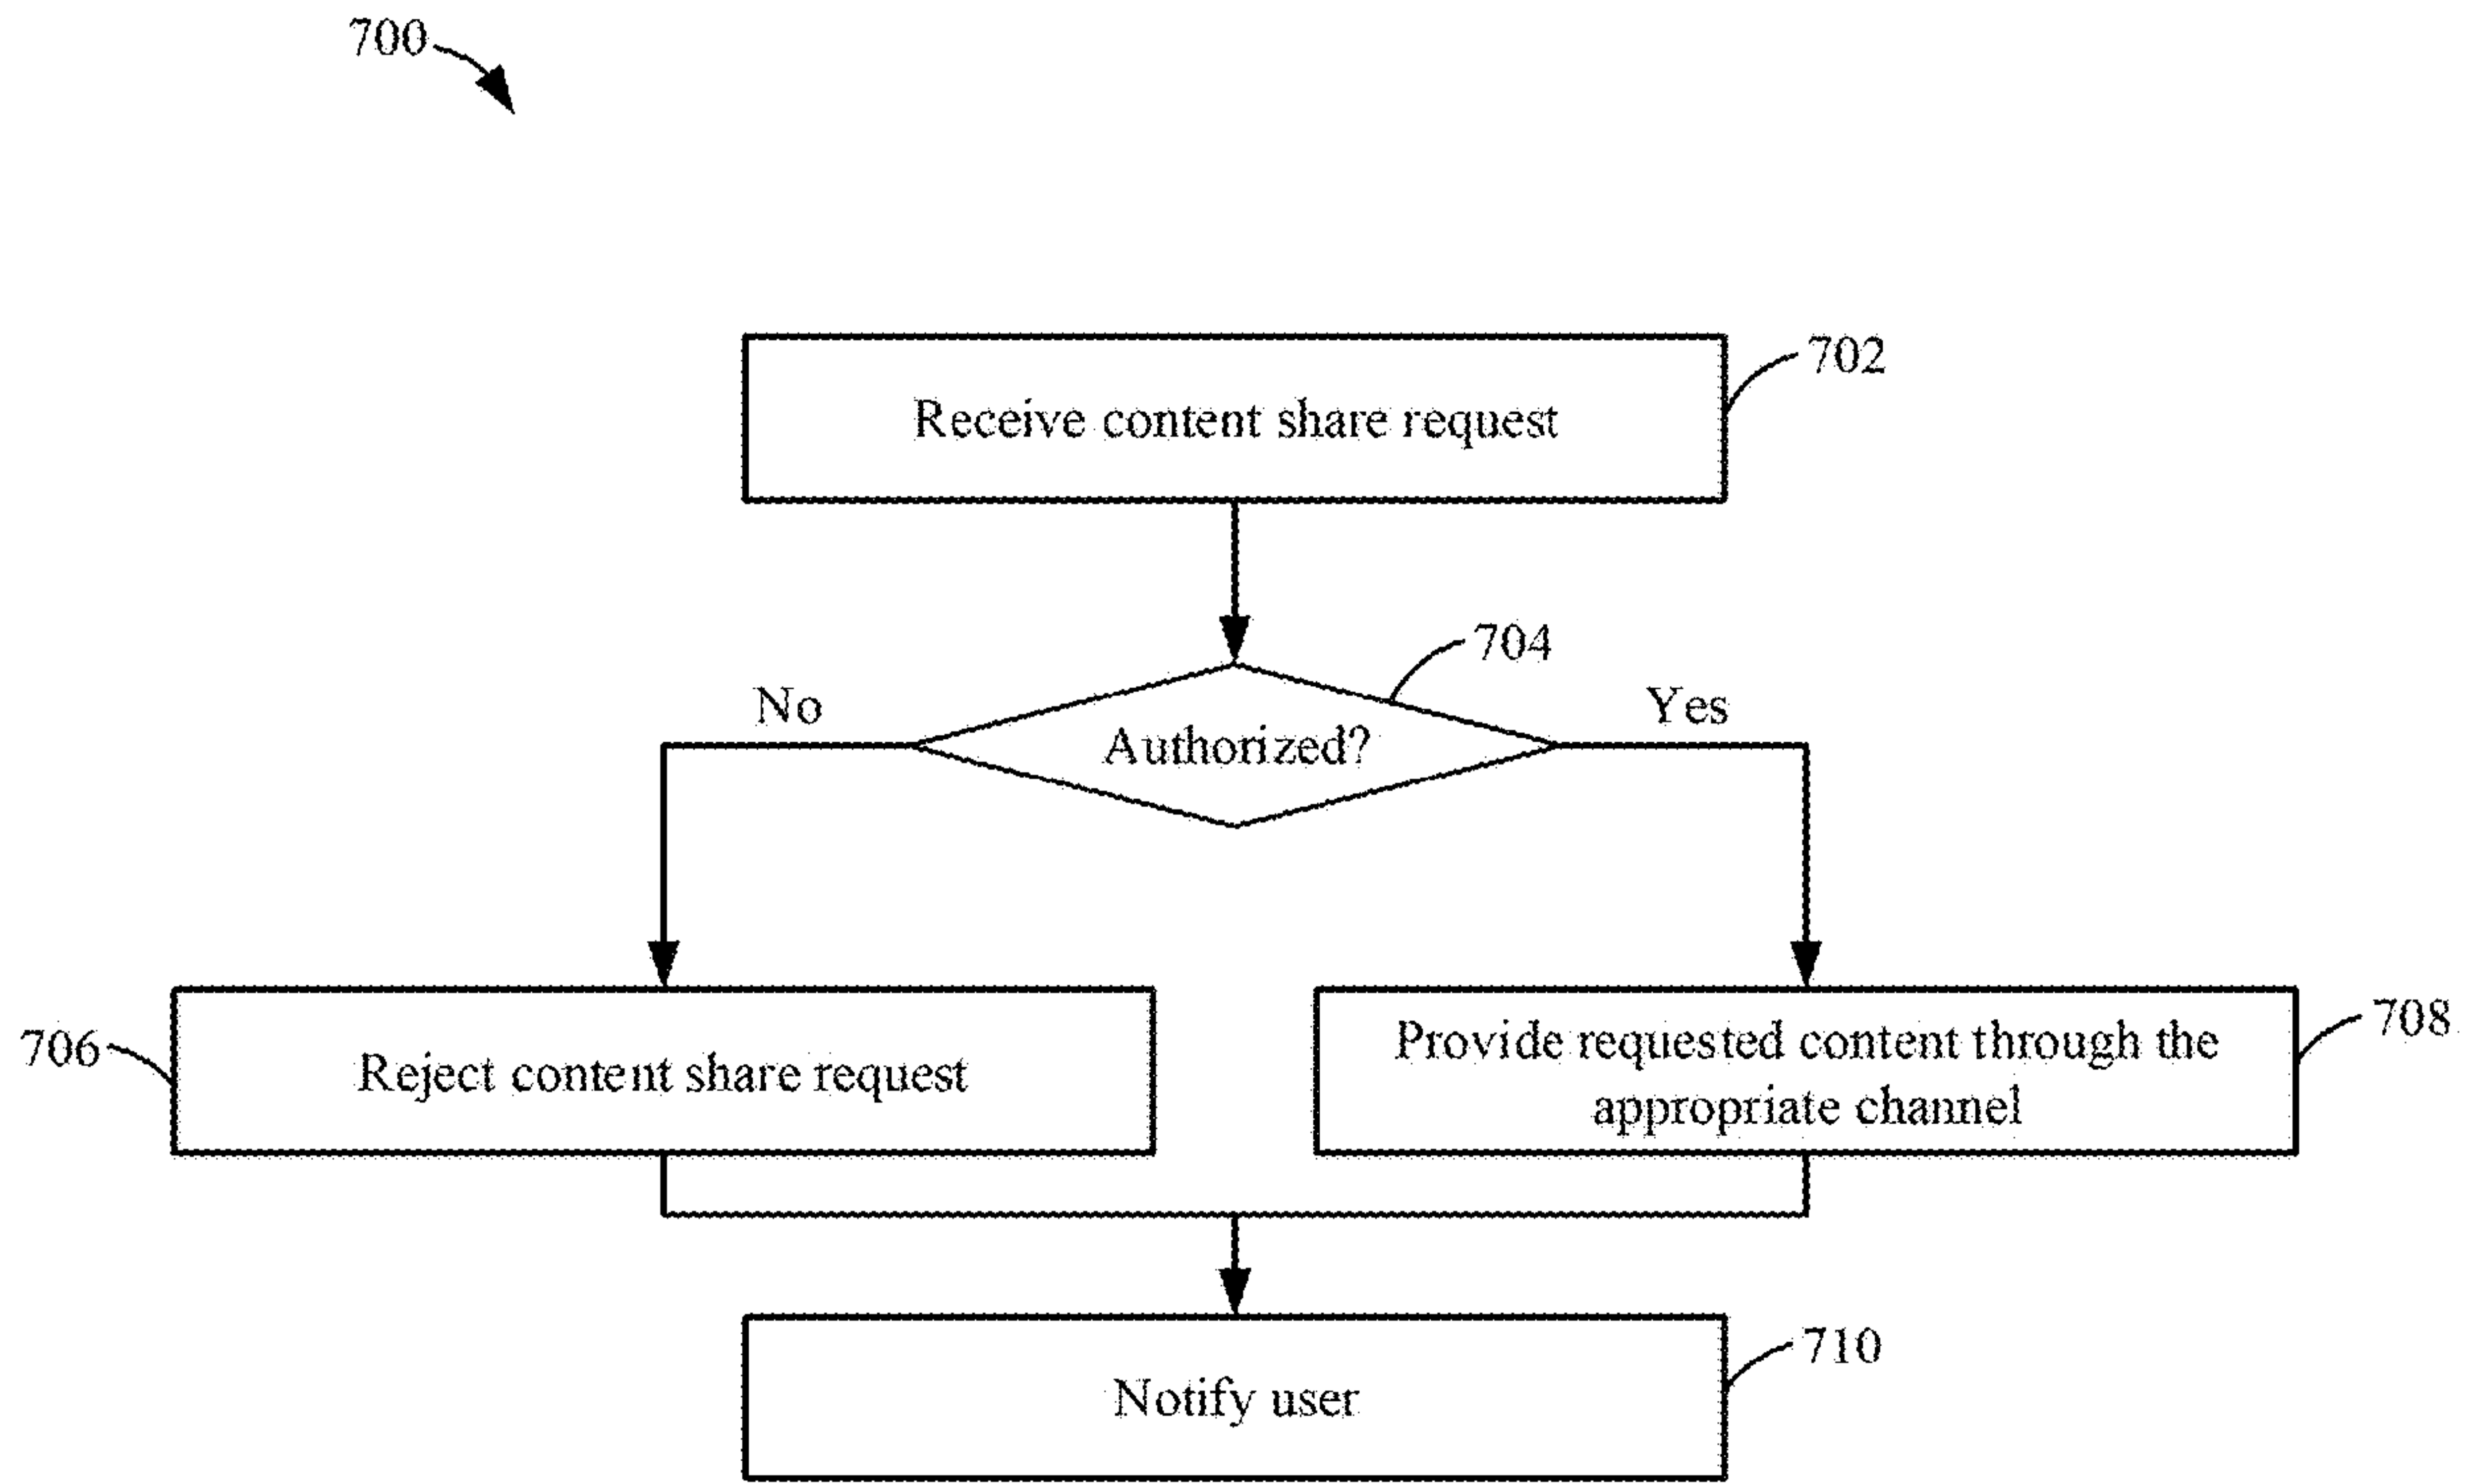 700
702
Receive content share request
704
No
Yes
Authorized?
706
Reject content share request
708
Provide requested content through the
appropriate channel
710
Notify user